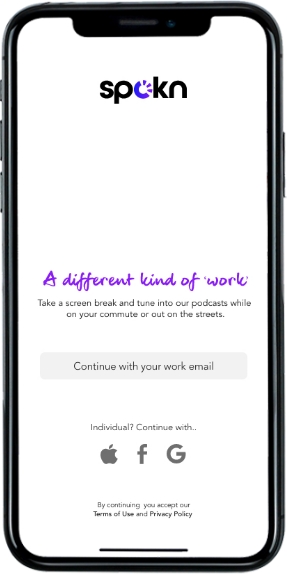 spokn
A different kind of 'work'
Take a screen break and tune into our podcasts while
on your commute or out on the streets.
Continue with your work email
Individual? Continue with..
By continuing you accept our
Terms of Use and Privacy Policy